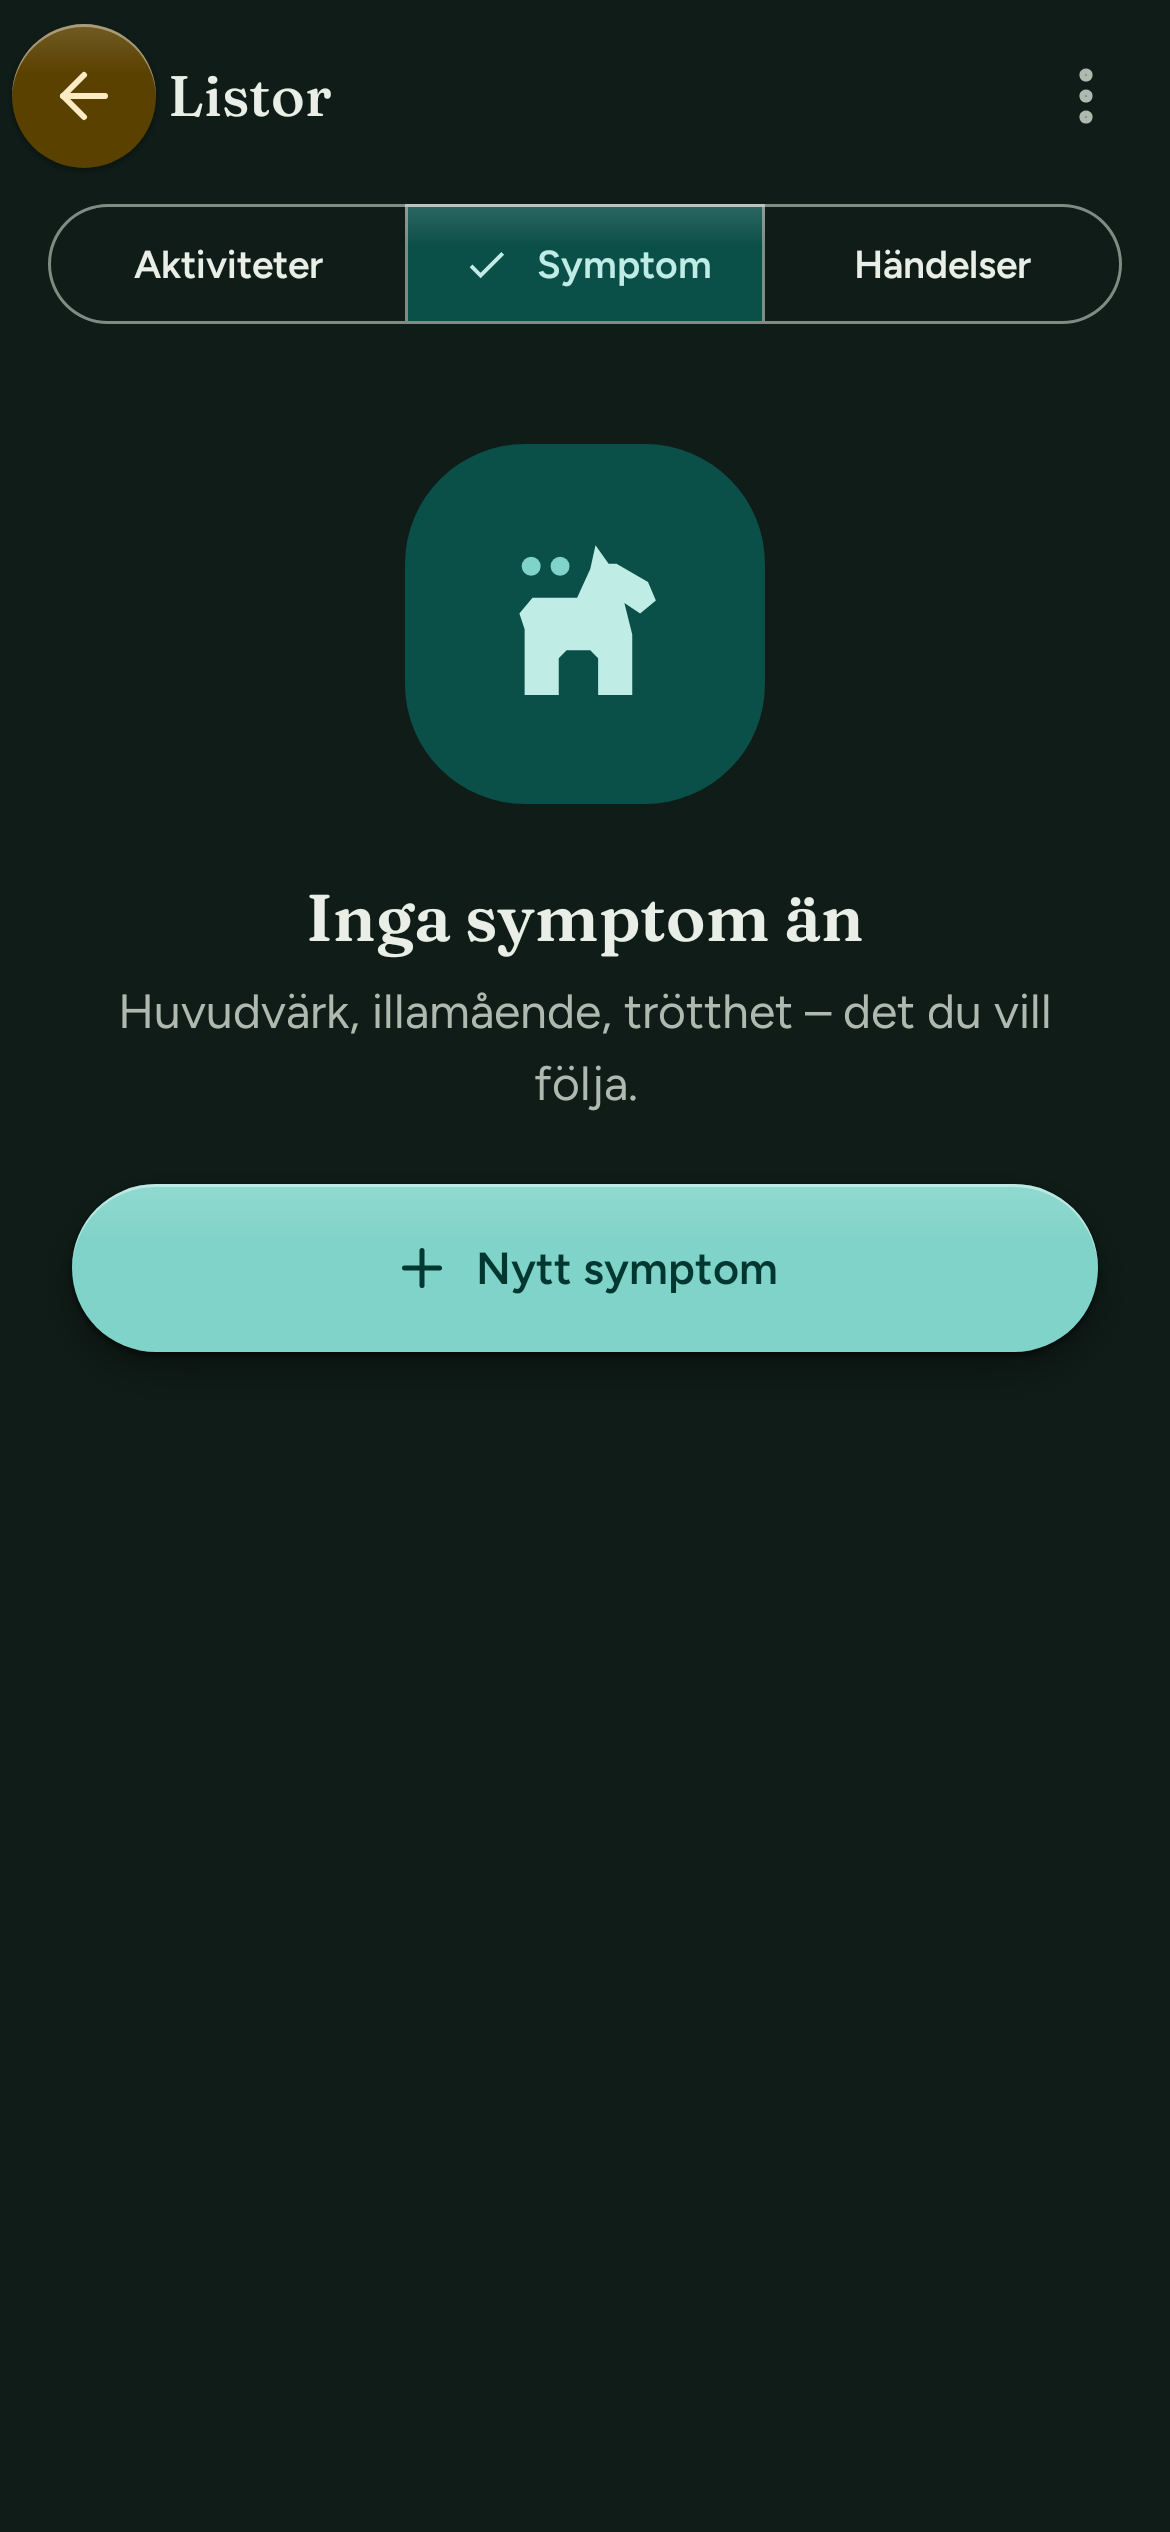 Listor
Aktiviteter
Symptom
Händelser
Inga symptom än
Huvudvärk, illamående, trötthet – det du vill
följa.
Nytt symptom